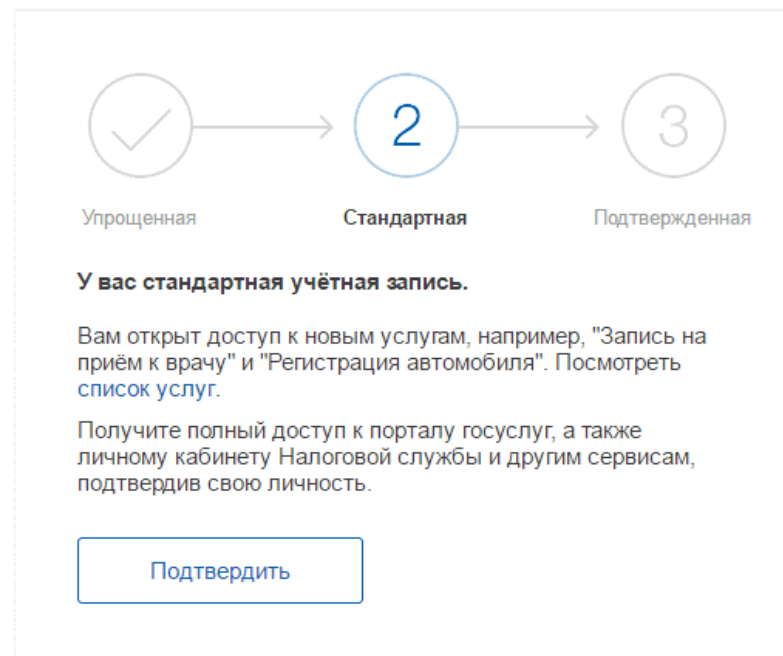 2
3
Упрощенная
Стандартная
Подтвержденная
У вас стандартная учётная запись.
Вам открыт доступ к новым услугам, например, "Запись на
приём к врачу" и "Регистрация автомобиля". Посмотреть
список услуг.
Получите полный доступ к порталу госуслуг, а также
личному кабинету Налоговой службы и другим сервисам,
подтвердив свою личность.
Подтвердить